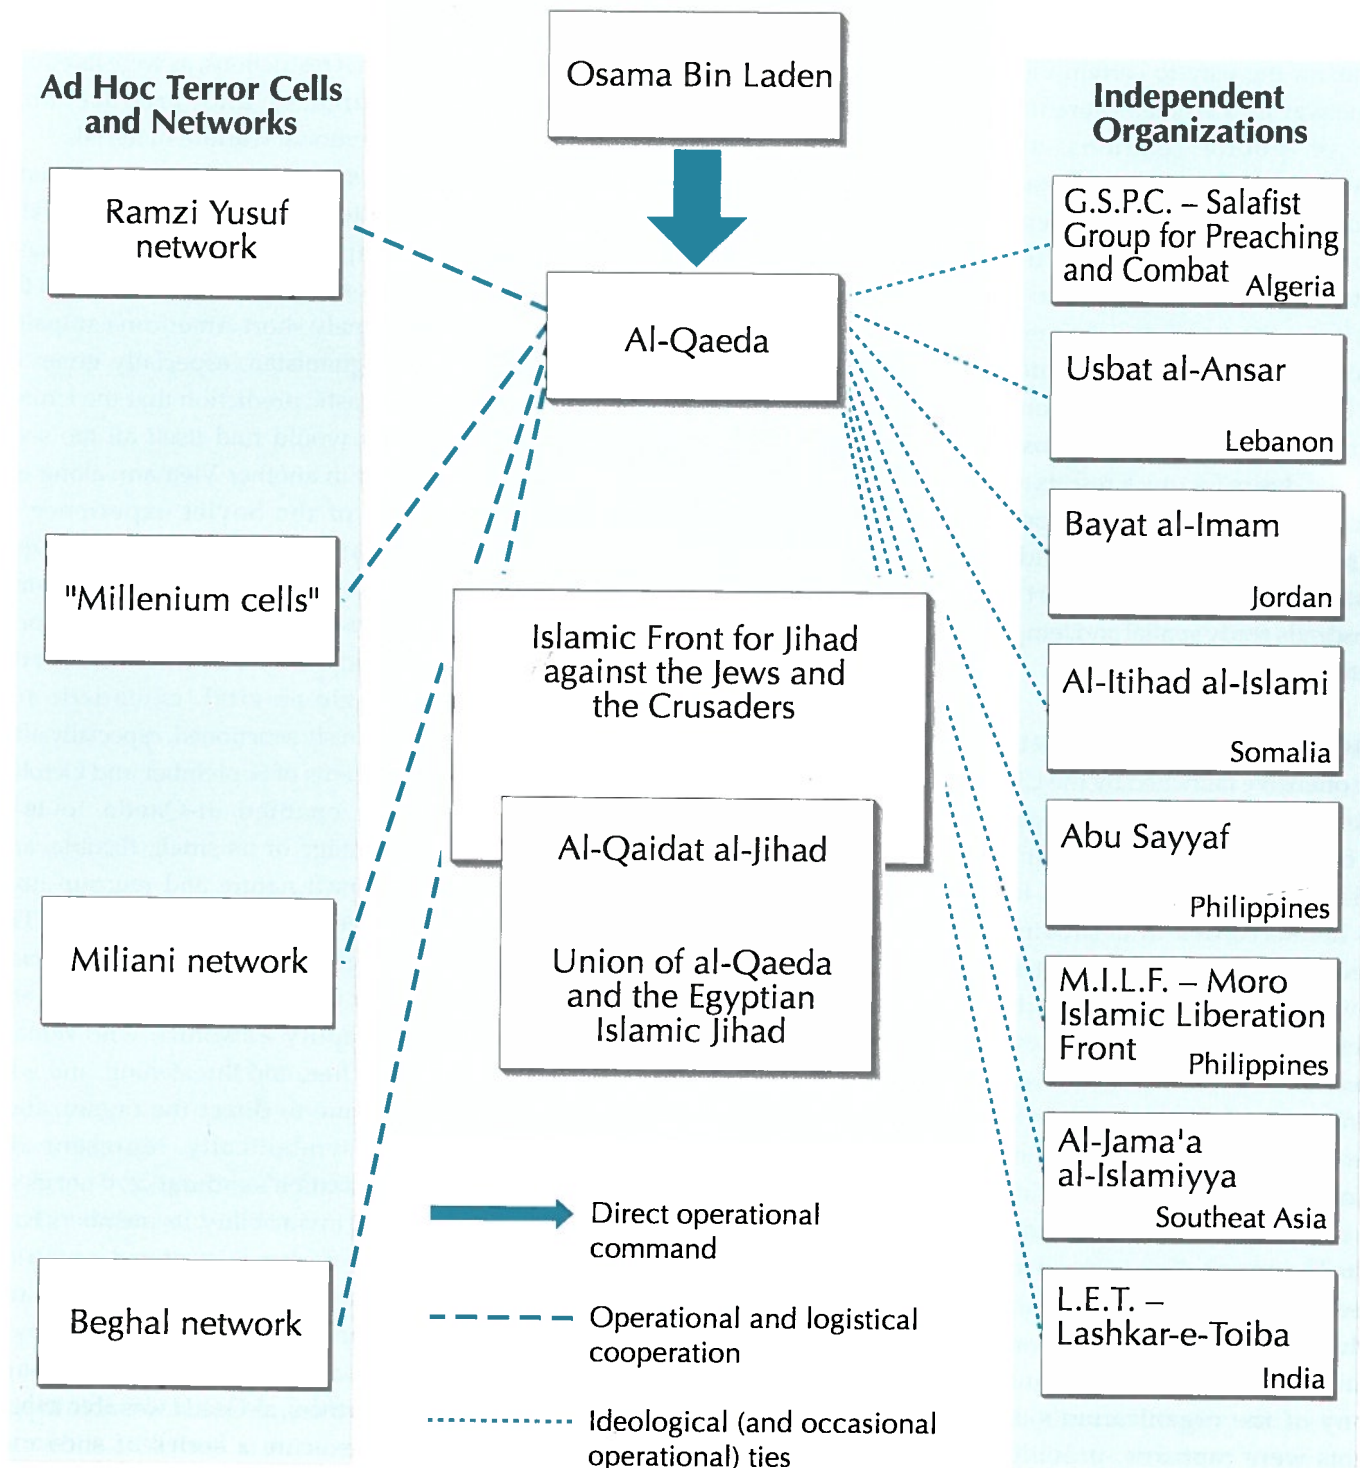 Osama Bin Laden
Ad Hoc Terror Cells
and Networks
Ramzi Yusuf
network
"Millenium cells"
Miliani network
Beghal network
Al-Qaeda
Islamic Front for Jihad
against the Jews and
the Crusaders
Al-Qaidat al-Jihad
Union of al-Qaeda
and the Egyptian
Islamic Jihad
Independent
Organizations
G.S.P.C. – Salafist
Group for Preaching
and Combat
Algeria
Usbat al-Ansar
Lebanon
Bayat al-Imam
Jordan
Al-Itihad al-Islami
Somalia
Abu Sayyaf
Philippines
M.I.L.F. – Moro
Islamic Liberation
Front
Philippines
Al-Jama'a
al-Islamiyya
Southeat Asia
L.E.T. –
Lashkar-e-Toiba
India
Direct operational
command
Operational and logistical
cooperation
Ideological (and occasional
operational) ties